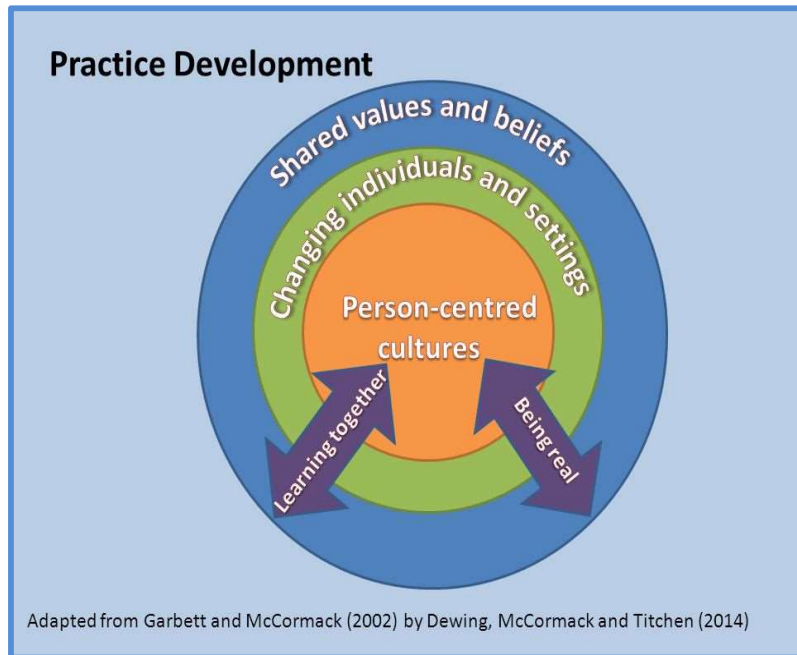 Practice Development
Shared values and beliefs
Changing individuals and settings
Person-centred
cultures
Learning together
Being real
Adapted from Garbett and McCormack (2002) by Dewing, McCormack and Titchen (2014)